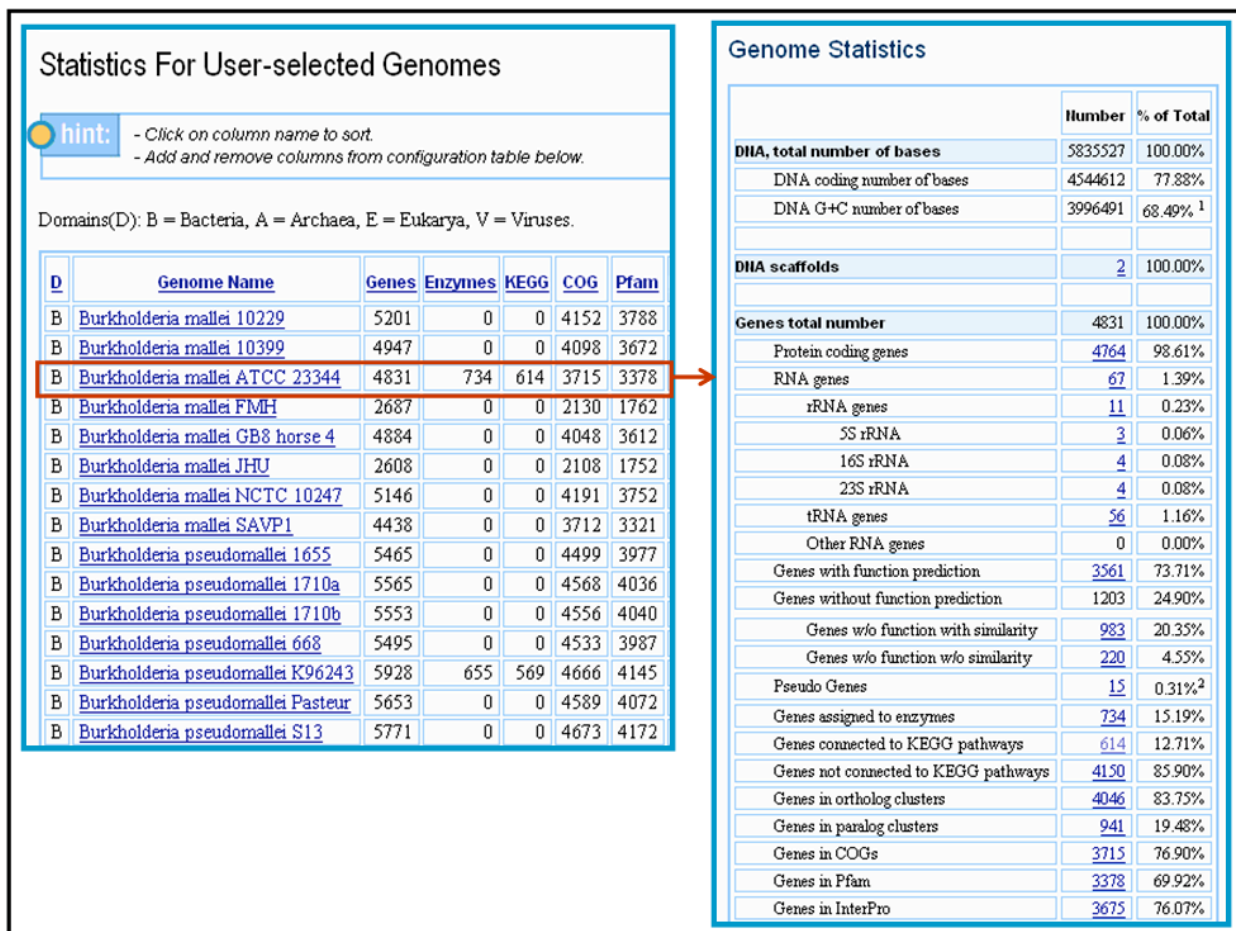 Statistics For User-selected Genomes
hint:
- Click on column name to sort.
- Add and remove columns from configuration table below.
Domains(D): B = Bacteria, A = Archaea, E = Eukarya, V = Viruses.
D Genome Name Genes Enzymes KEGG COG Pfam
B Burkholderia mallei 10229 5201 0 0 4152 3788
B Burkholderia mallei 10399 4947 0 0 4098 3672
B Burkholderia mallei ATCC 23344 4831 734 614 3715 3378
B Burkholderia mallei FMH 2687 0 0 2130 1762
B Burkholderia mallei GB8 horse 4 4884 0 0 4048 3612
B Burkholderia mallei JHU 2608 0 0 2108 1752
B Burkholderia mallei NCTC 10247 5146 0 0 4191 3752
B Burkholderia mallei SAVP1 4438 0 0 3712 3321
B Burkholderia pseudomallei 1655 5465 0 0 4499 3977
B Burkholderia pseudomallei 1710a 5565 0 0 4568 4036
B Burkholderia pseudomallei 1710b 5553 0 0 4556 4040
B Burkholderia pseudomallei 668 5495 0 0 4533 3987
B Burkholderia pseudomallei K96243 5928 655 569 4666 4145
B Burkholderia pseudomallei Pasteur 5653 0 0 4589 4072
B Burkholderia pseudomallei S13 5771 0 0 4673 4172
Genome Statistics
Number % of Total
DNA, total number of bases 5835527 100.00%
DNA coding number of bases 4544612 77.88%
DNA G+C number of bases 3996491 68.49% 1
DNA scaffolds 2 100.00%
Genes total number 4831 100.00%
Protein coding genes 4764 98.61%
RNA genes 67 1.39%
rRNA genes 11 0.23%
5S rRNA 3 0.06%
16S rRNA 4 0.08%
23S rRNA 4 0.08%
tRNA genes 56 1.16%
Other RNA genes 0 0.00%
Genes with function prediction 3561 73.71%
Genes without function prediction 1203 24.90%
Genes w/o function with similarity 983 20.35%
Genes w/o function w/o similarity 220 4.55%
Pseudo Genes 15 0.31%2
Genes assigned to enzymes 734 15.19%
Genes connected to KEGG pathways 614 12.71%
Genes not connected to KEGG pathways 4150 85.90%
Genes in ortholog clusters 4046 83.75%
Genes in paralog clusters 941 19.48%
Genes in COGs 3715 76.90%
Genes in Pfam 3378 69.92%
Genes in InterPro 3675 76.07%